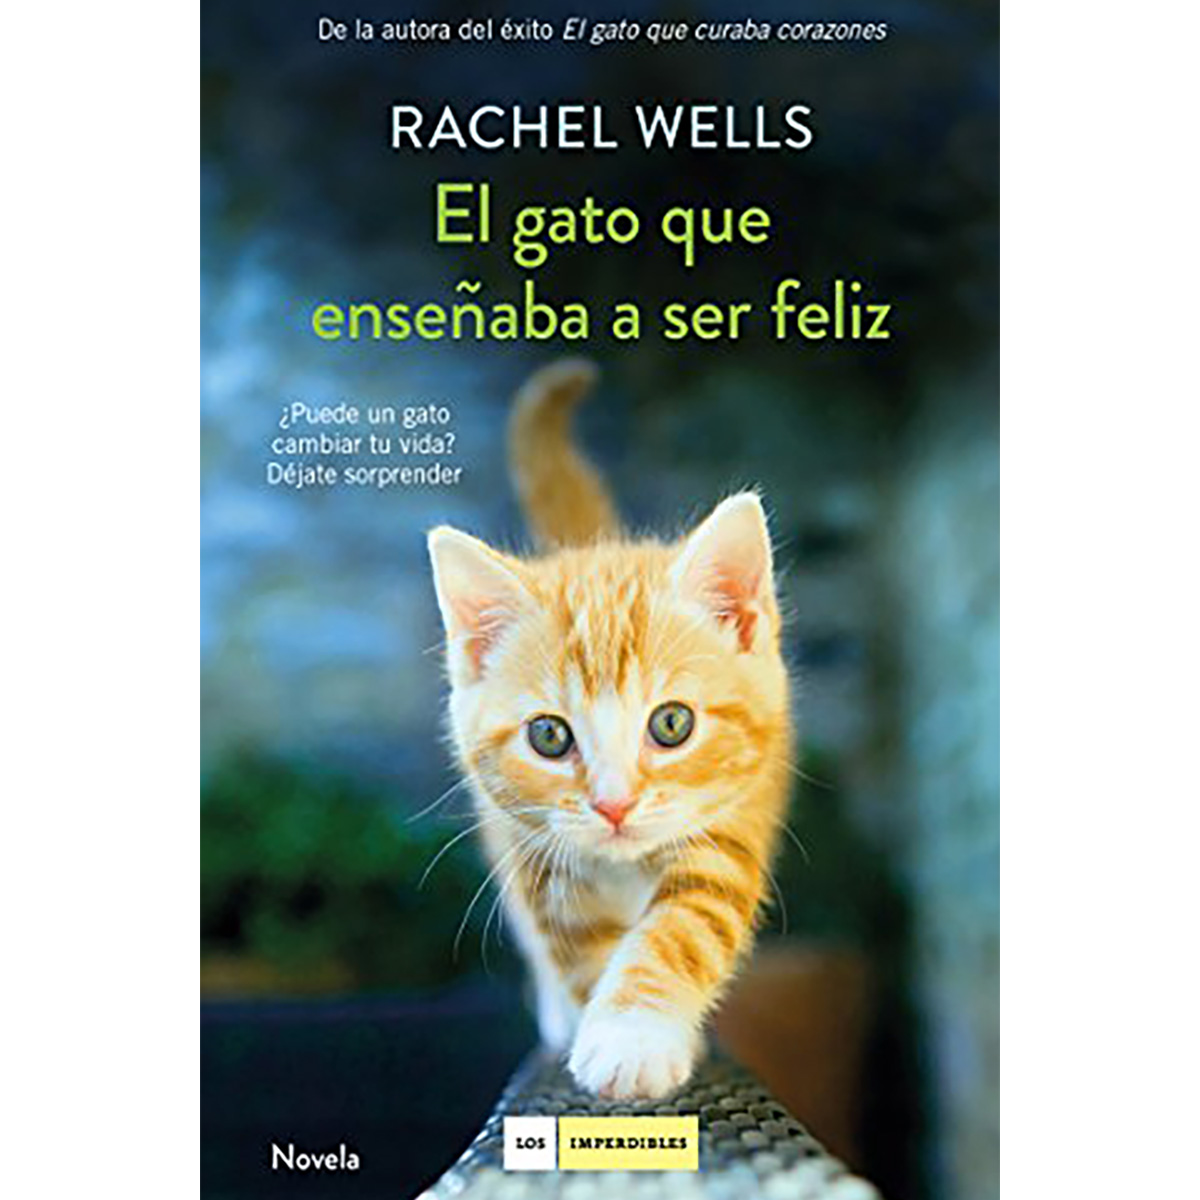 De la autora del éxito El gato que curaba corazones
RACHEL WELLS
El gato que
enseñaba a ser feliz
¿Puede un gato
cambiar tu vida?
Déjate sorprender
LOS IMPERDIBLES
Novela